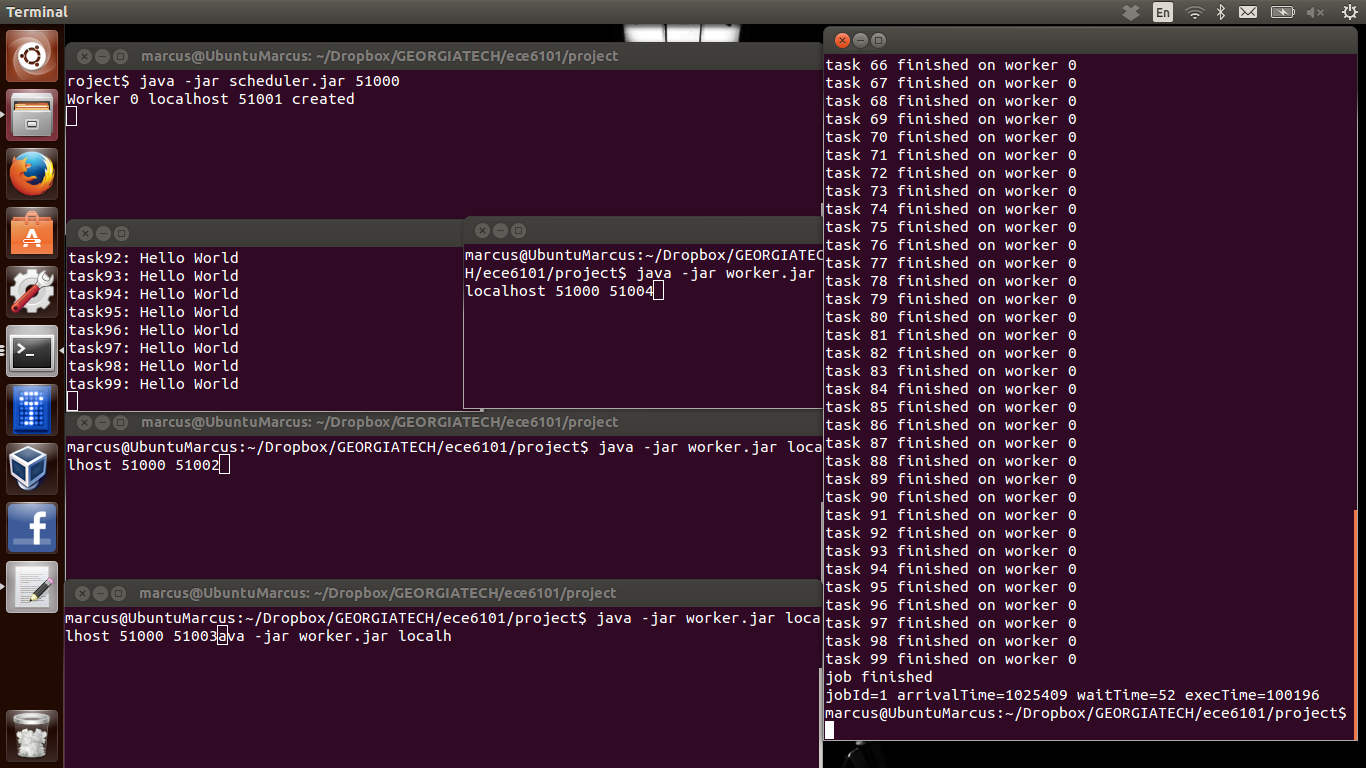 Terminal
En
marcus@UbuntuMarcus: ~/Dropbox/GEORGIATECH/ece6101/project
roject$ java -jar scheduler.jar 51000
Worker 0 localhost 51001 created
task92: Hello World
task93: Hello World
task94: Hello World
task95: Hello World
task96: Hello World
task97: Hello World
task98: Hello World
task99: Hello World
marcus@UbuntuMarcus:~/Dropbox/GEORGIATEC
H/ece6101/project$ java -jar worker.jar
localhost 51000 51004
marcus@UbuntuMarcus: ~/Dropbox/GEORGIATECH/ece6101/project
marcus@UbuntuMarcus:~/Dropbox/GEORGIATECH/ece6101/project$ java -jar worker.jar loca
lhost 51000 51002
marcus@UbuntuMarcus: ~/Dropbox/GEORGIATECH/ece6101/project
marcus@UbuntuMarcus:~/Dropbox/GEORGIATECH/ece6101/project$ java -jar worker.jar loca
lhost 51000 51003ava -jar worker.jar localh
task 66 finished on worker 0
task 67 finished on worker 0
task 68 finished on worker 0
task 69 finished on worker 0
task 70 finished on worker 0
task 71 finished on worker 0
task 72 finished on worker 0
task 73 finished on worker 0
task 74 finished on worker 0
task 75 finished on worker 0
task 76 finished on worker 0
task 77 finished on worker 0
task 78 finished on worker 0
task 79 finished on worker 0
task 80 finished on worker 0
task 81 finished on worker 0
task 82 finished on worker 0
task 83 finished on worker 0
task 84 finished on worker 0
task 85 finished on worker 0
task 86 finished on worker 0
task 87 finished on worker 0
task 88 finished on worker 0
task 89 finished on worker 0
task 90 finished on worker 0
task 91 finished on worker 0
task 92 finished on worker 0
task 93 finished on worker 0
task 94 finished on worker 0
task 95 finished on worker 0
task 96 finished on worker 0
task 97 finished on worker 0
task 98 finished on worker 0
task 99 finished on worker 0
job finished
jobId=1 arrivalTime=1025409 waitTime=52 execTime=100196
marcus@UbuntuMarcus:~/Dropbox/GEORGIATECH/ece6101/project$